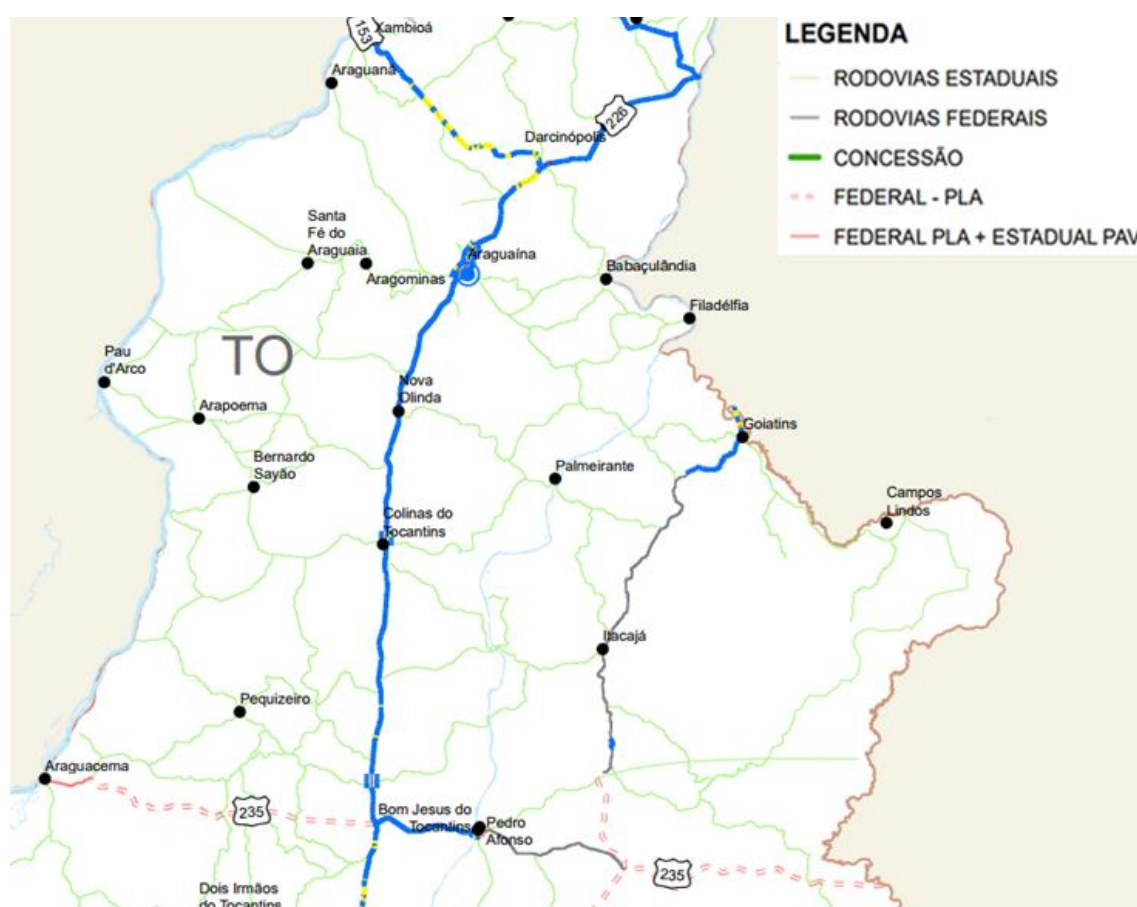 153
Xambioá
LEGENDA
RODOVIAS ESTADUAIS
RODOVIAS FEDERAIS
CONCESSÃO
FEDERAL - PLA
FEDERAL PLA + ESTADUAL PAV
Araguanã
226
Darcinópolis
Santa
Fé do
Araguaia
Aragominas
Araguaína
Babaçulândia
Filadélfia
TO
Pau
d'Arco
Nova
Olinda
Arapoema
Goiatins
Bernardo
Sayão
Palmeirante
Campos
Lindos
Colinas do
Tocantins
Itacajá
Pequizeiro
Araguacema
235
Bom Jesus do
Tocantins
Pedro
Afonso
235
Dois Irmãos
do Tocantins